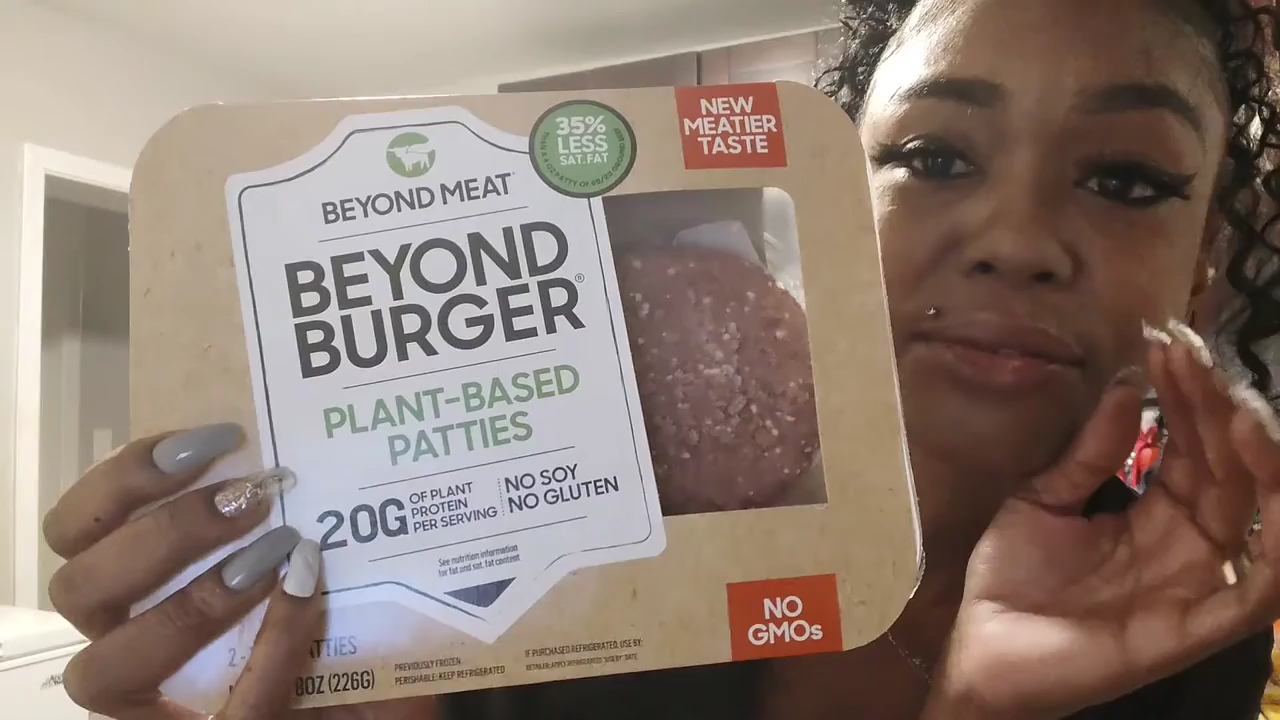 35%
LESS
SAT. FAT
NEW
MEATIER
TASTE
BEYOND MEAT
BEYOND
BURGER®
PLANT-BASED
PATTIES
20G OF PLANT PROTEIN PER SERVING
NO SOY
NO GLUTEN
See nutrition information
for fat and sat. fat content
NO
GMOs
2
PATTIES
8OZ (226G)
PREVIOUSLY FROZEN
PERISHABLE: KEEP REFRIGERATED
IF PURCHASED REFRIGERATED, USE BY: